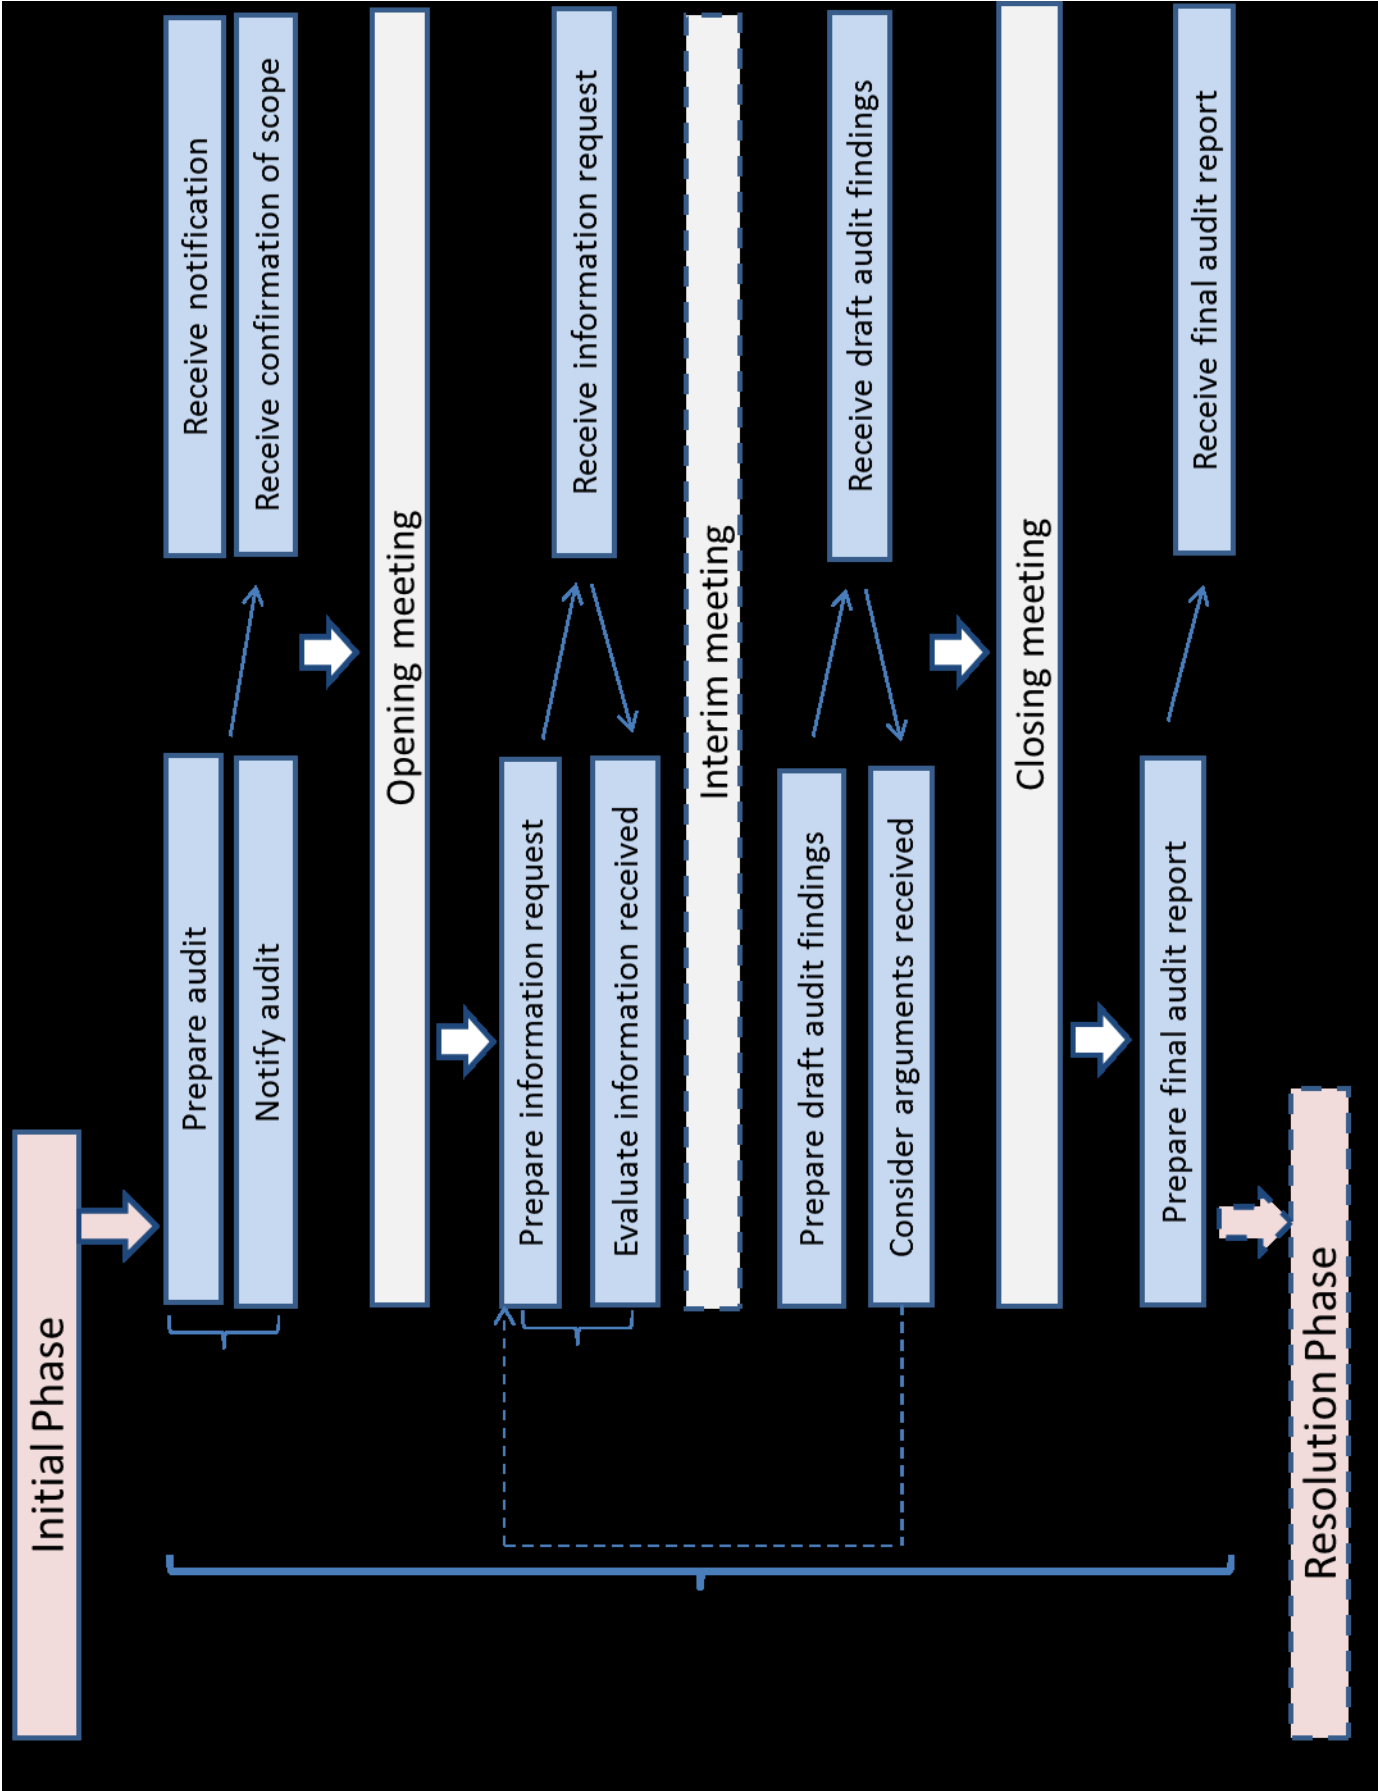 Initial Phase
Prepare audit
Receive notification
Notify audit
Receive confirmation of scope
Opening meeting
Prepare information request
Receive information request
Evaluate information received
Interim meeting
Prepare draft audit findings
Receive draft audit findings
Consider arguments received
Closing meeting
Prepare final audit report
Receive final audit report
Resolution Phase